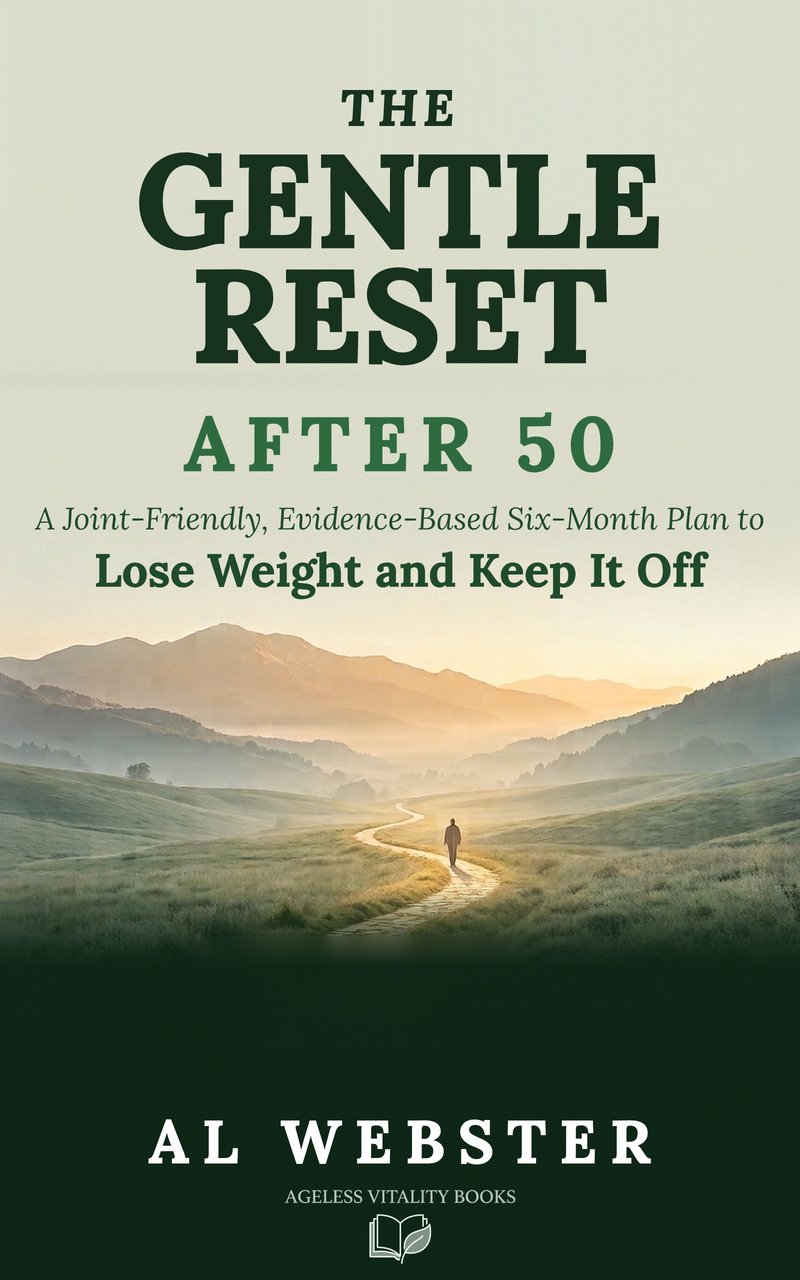 THE
GENTLE
RESET
AFTER 50
A Joint-Friendly, Evidence-Based Six-Month Plan to
Lose Weight and Keep It Off
AL WEBSTER
AGELESS VITALITY BOOKS